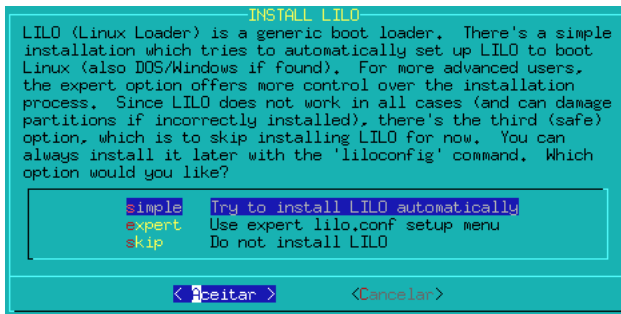 INSTALL LILO
LILO (Linux Loader) is a generic boot loader. There's a simple
installation which tries to automatically set up LILO to boot
Linux (also DOS/Windows if found). For more advanced users,
the expert option offers more control over the installation
process. Since LILO does not work in all cases (and can damage
partitions if incorrectly installed), there's the third (safe)
option, which is to skip installing LILO for now. You can
always install it later with the 'liloconfig' command. Which
option would you like?
simple Try to install LILO automatically
expert Use expert lilo.conf setup menu
skip Do not install LILO
< Aceitar > <Cancelar>